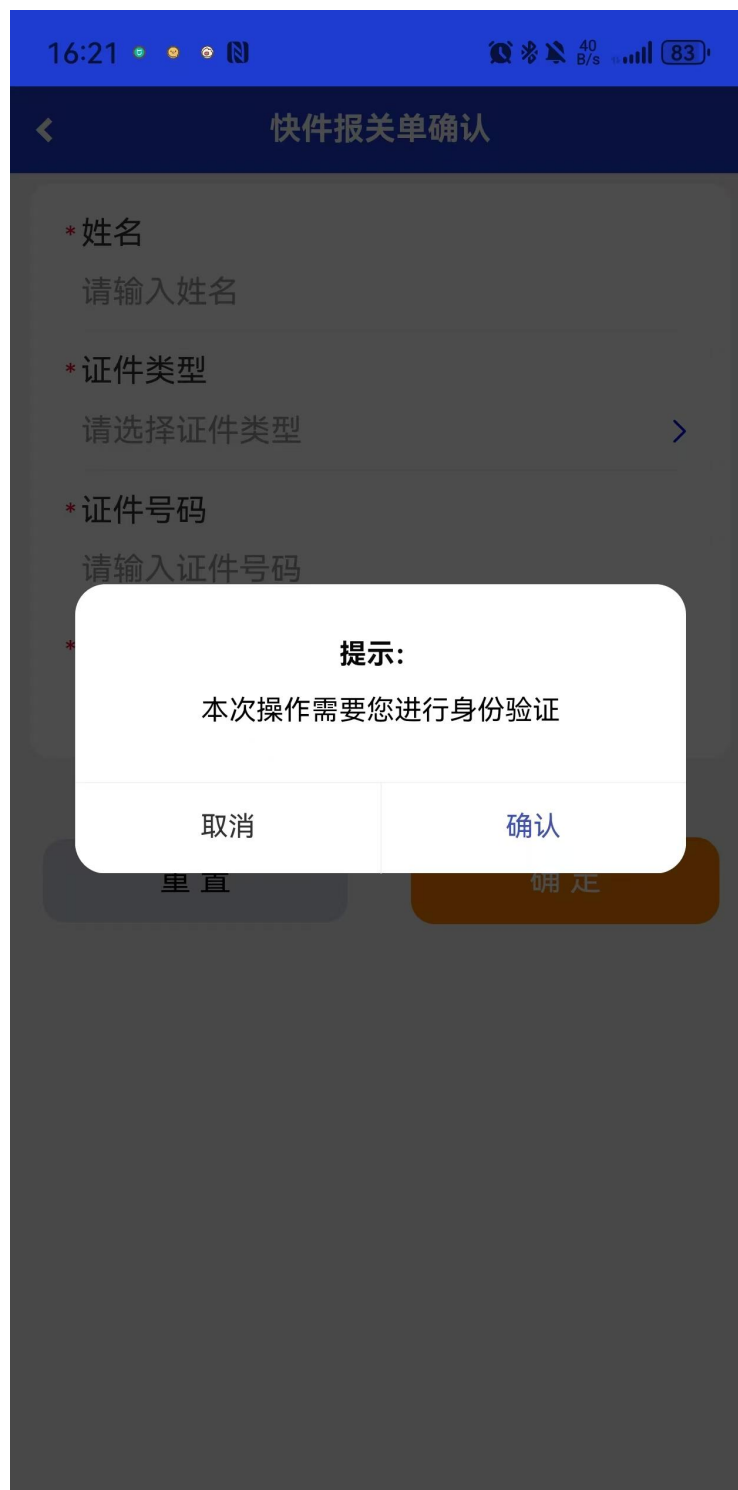 16:21
40
B/s
83
快件报关单确认
*姓名
请输入姓名
*证件类型
请选择证件类型
*证件号码
请输入证件号码
*
提示:
本次操作需要您进行身份验证
取消
确认
重 置
确 定